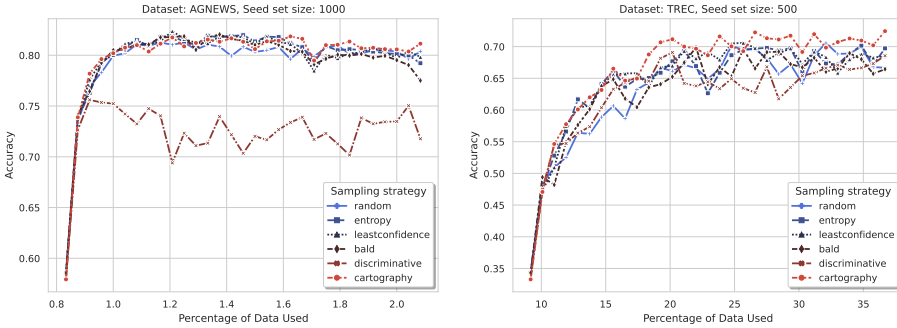 Dataset: AGNEWS, Seed set size: 1000
Accuracy
0.80
0.75
0.70
0.65
0.60
0.8 1.0 1.2 1.4 1.6 1.8 2.0
Percentage of Data Used
Sampling strategy
random
entropy
leastconfidence
bald
discriminative
cartography
Dataset: TREC, Seed set size: 500
Accuracy
0.70
0.65
0.60
0.55
0.50
0.45
0.40
0.35
10 15 20 25 30 35
Percentage of Data Used
Sampling strategy
random
entropy
leastconfidence
bald
discriminative
cartography